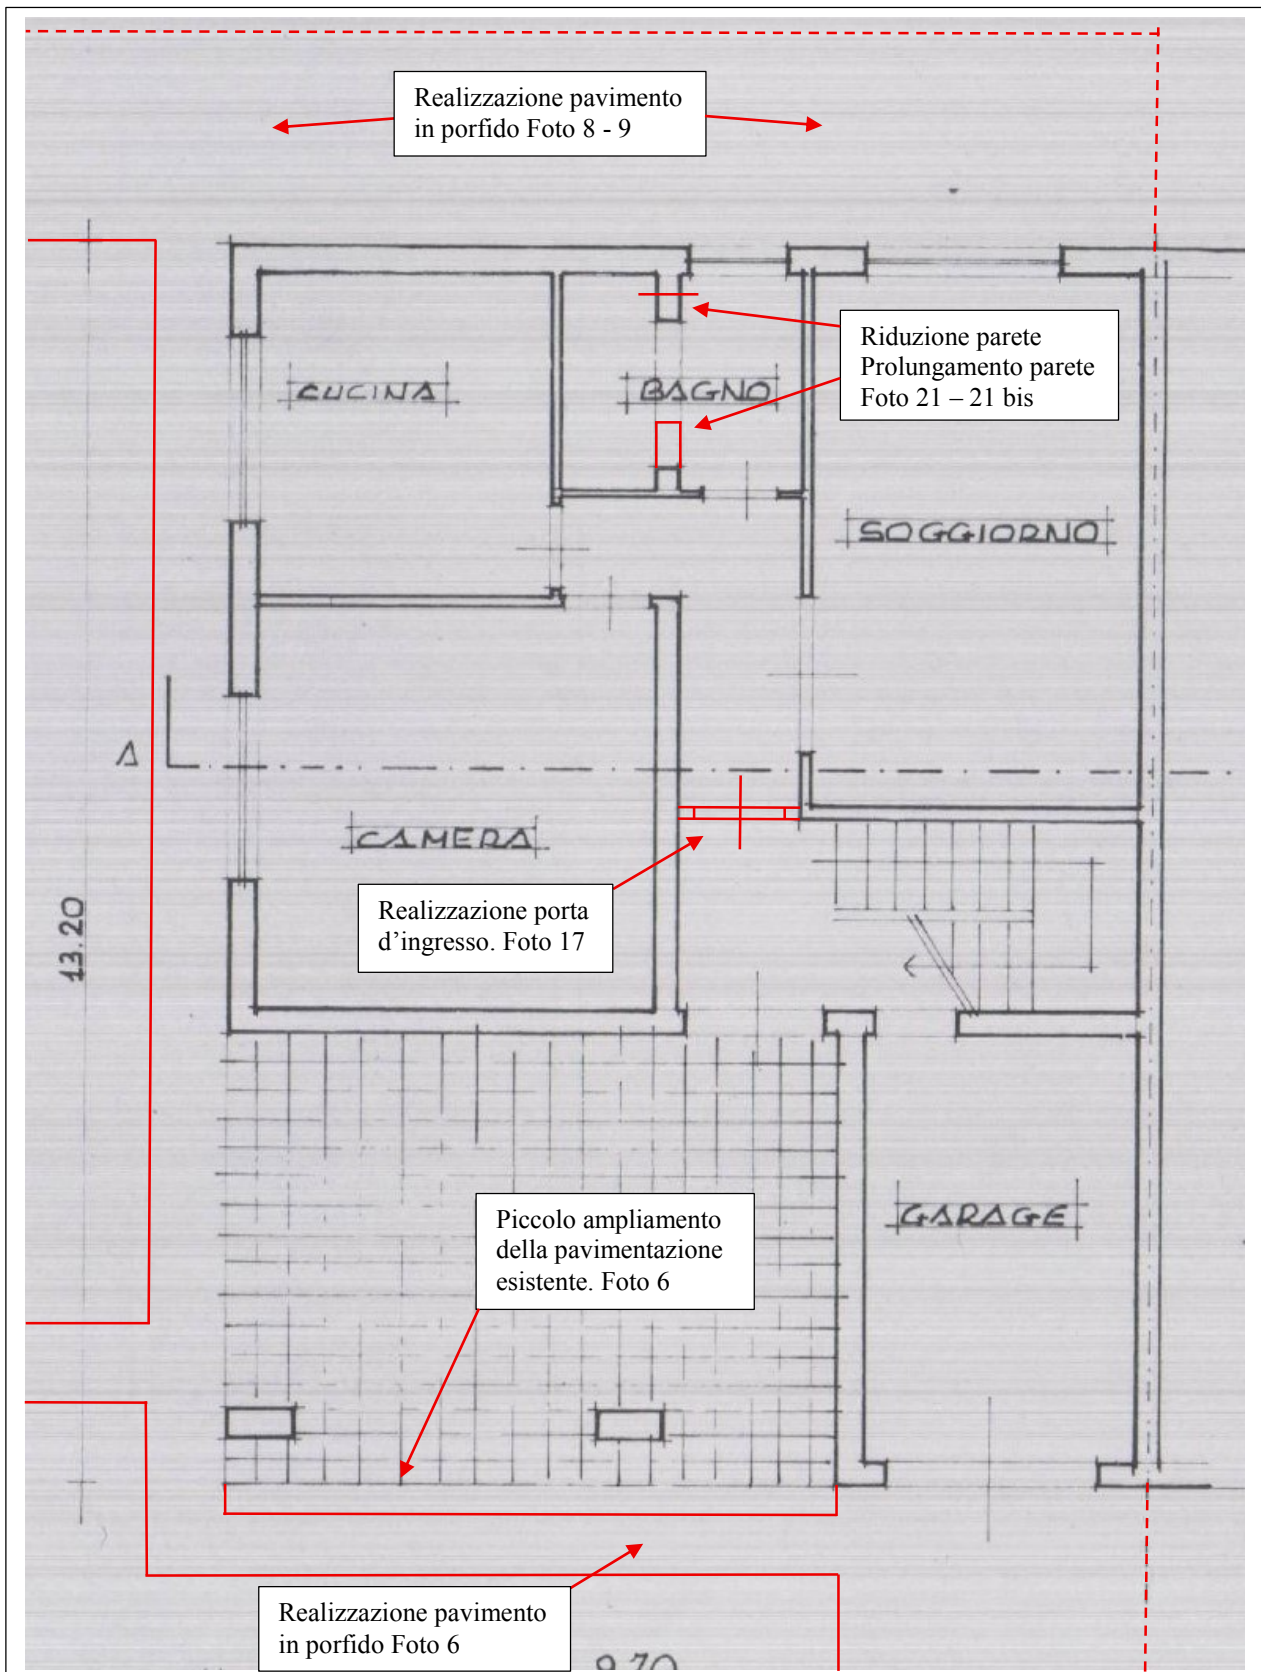 Realizzazione pavimento
in porfido Foto 8 - 9
Riduzione parete
Prolungamento parete
Foto 21 – 21 bis
CUCINA
BAGNO
SOGGIORNO
A
CAMERA
Realizzazione porta
d’ingresso. Foto 17
13.20
Piccolo ampliamento
della pavimentazione
esistente. Foto 6
GARAGE
Realizzazione pavimento
in porfido Foto 6
9.70